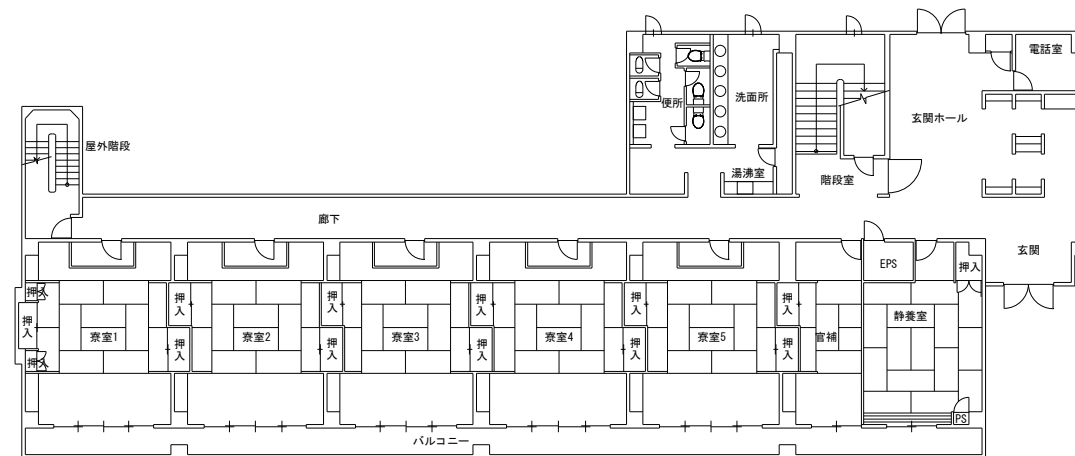 電話室
便所
洗面所
玄関ホール
屋外階段
湯沸室
階段室
廊下
玄関
EPS
押入
押入
押入
押入
押入
押入
押入
押入
押入
押入
押入
押入
押入
押入
寮室1
寮室2
寮室3
寮室4
寮室5
官補
静養室
PS
バルコニー